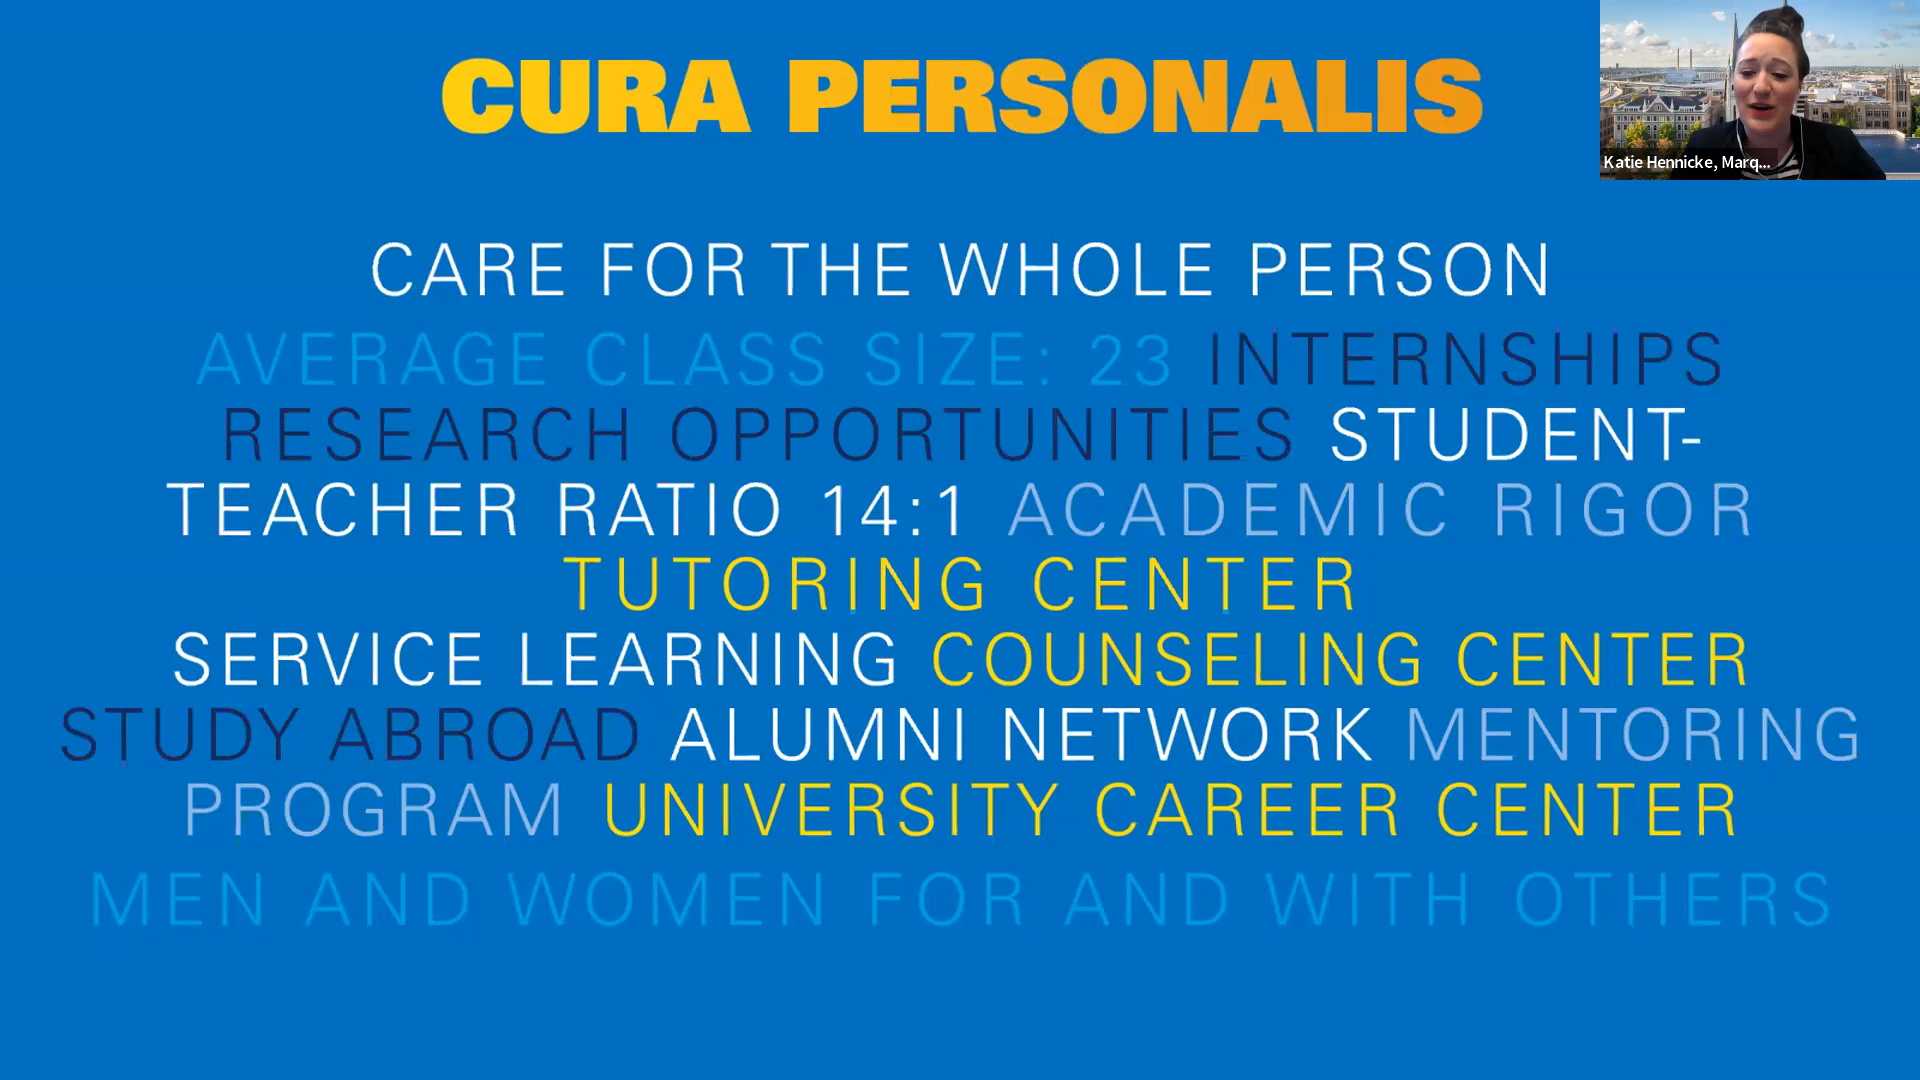 CURA PERSONALIS
Katie Hennicke, Marq...
CARE FOR THE WHOLE PERSON
AVERAGE CLASS SIZE: 23 INTERNSHIPS
RESEARCH OPPORTUNITIES STUDENT-
TEACHER RATIO 14:1 ACADEMIC RIGOR
TUTORING CENTER
SERVICE LEARNING COUNSELING CENTER
STUDY ABROAD ALUMNI NETWORK MENTORING
PROGRAM UNIVERSITY CAREER CENTER
MEN AND WOMEN FOR AND WITH OTHERS